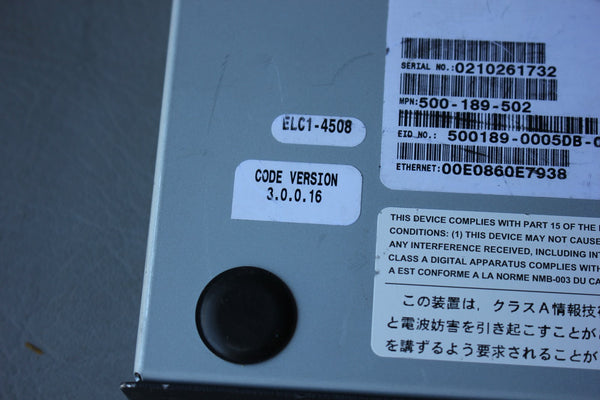 SERIAL NO.: 0210261732
MPN: 500-189-502
EID NO.: 500189-0005DB-0
ETHERNET: 00E0860E7938
ELC1-4508
CODE VERSION
3.0.0.16
THIS DEVICE COMPLIES WITH PART 15 OF THE
CONDITIONS: (1) THIS DEVICE MAY NOT CAUSE
ANY INTERFERENCE RECEIVED, INCLUDING INT
CLASS A DIGITAL APPARATUS COMPLIES WITH
A EST CONFORME A LA NORME NMB-003 DU CA
この装置は，クラスA情報技
と電波妨害を引き起こすことが
を講ずるよう要求されることが